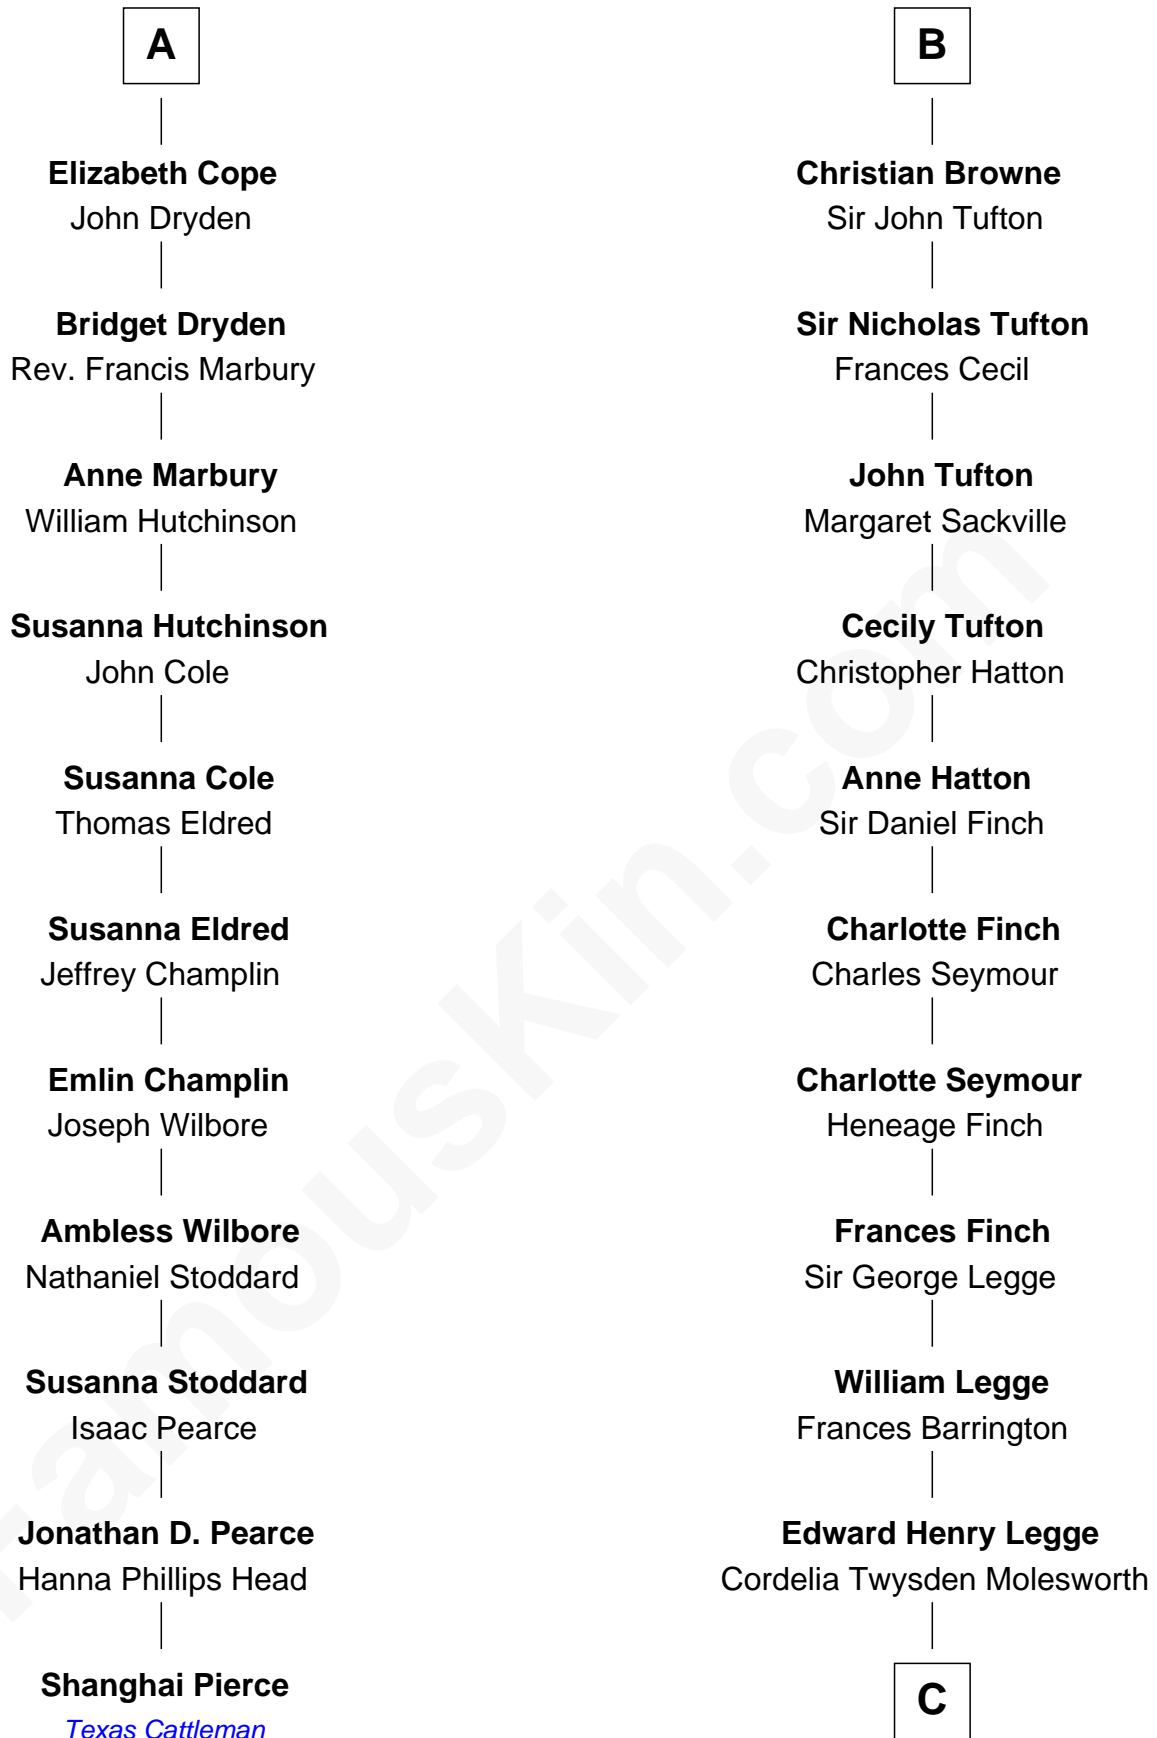 A
Elizabeth Cope
John Dryden
Bridget Dryden
Rev. Francis Marbury
Anne Marbury
William Hutchinson
Susanna Hutchinson
John Cole
Susanna Cole
Thomas Eldred
Susanna Eldred
Jeffrey Champlin
Emlin Champlin
Joseph Wilbore
Ambless Wilbore
Nathaniel Stoddard
Susanna Stoddard
Isaac Pearce
Jonathan D. Pearce
Hanna Phillips Head
Shanghai Pierce
Texas Cattleman
B
Christian Browne
Sir John Tufton
Sir Nicholas Tufton
Frances Cecil
John Tufton
Margaret Sackville
Cecily Tufton
Christopher Hatton
Anne Hatton
Sir Daniel Finch
Charlotte Finch
Charles Seymour
Charlotte Seymour
Heneage Finch
Frances Finch
Sir George Legge
William Legge
Frances Barrington
Edward Henry Legge
Cordelia Twysden Molesworth
C
FamousKin.com